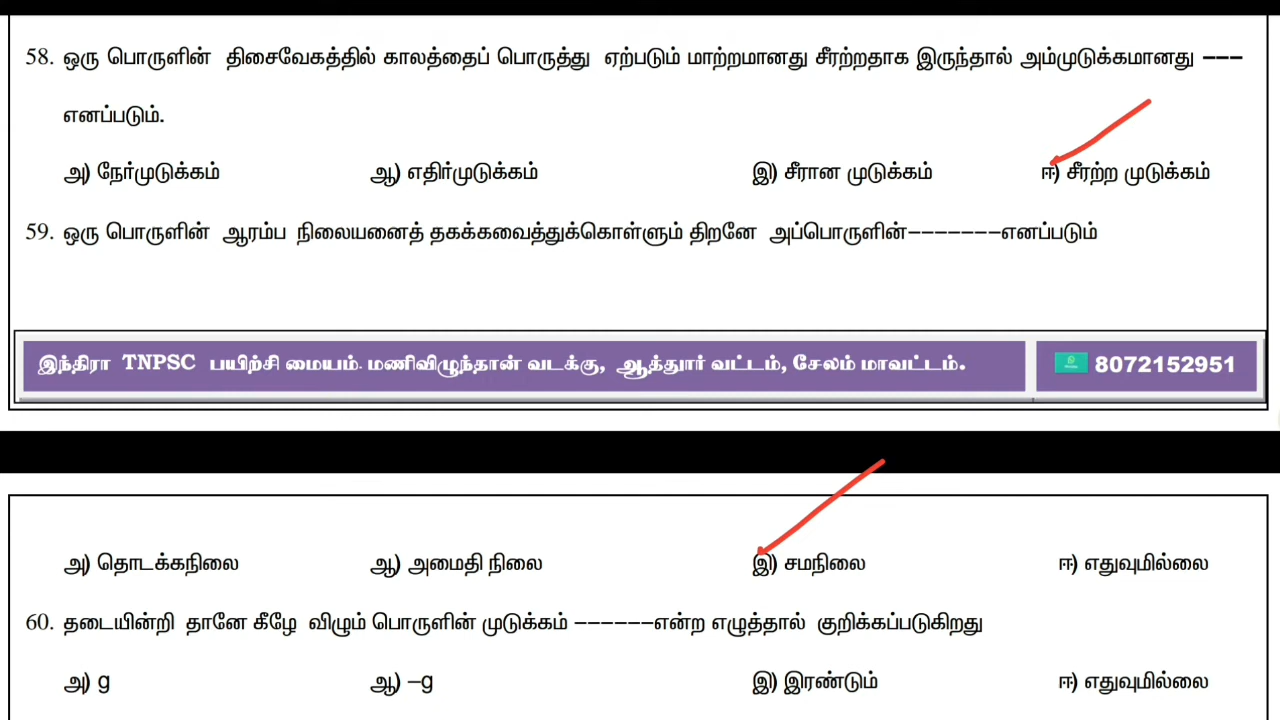 58. ஒரு பொருளின் திசைவேகத்தில் காலத்தைப் பொருத்து ஏற்படும் மாற்றமானது சீரற்றதாக இருந்தால் அம்முடுக்கமானது ---
எனப்படும்.
அ) நேர்முடுக்கம் ஆ) எதிர்முடுக்கம் இ) சீரான முடுக்கம் ஈ) சீரற்ற முடுக்கம்
59. ஒரு பொருளின் ஆரம்ப நிலையனைத் தகக்கவைத்துக்கொள்ளும் திறனே அப்பொருளின்-------எனப்படும்
இந்திரா TNPSC பயிற்சி மையம். மணிவிழுந்தான் வடக்கு, ஆத்தூர் வட்டம், சேலம் மாவட்டம். 8072152951
அ) தொடக்கநிலை ஆ) அமைதி நிலை இ) சமநிலை ஈ) எதுவுமில்லை
60. தடையின்றி தானே கீழே விழும் பொருளின் முடுக்கம் ------என்ற எழுத்தால் குறிக்கப்படுகிறது
அ) g ஆ) –g இ) இரண்டும் ஈ) எதுவுமில்லை